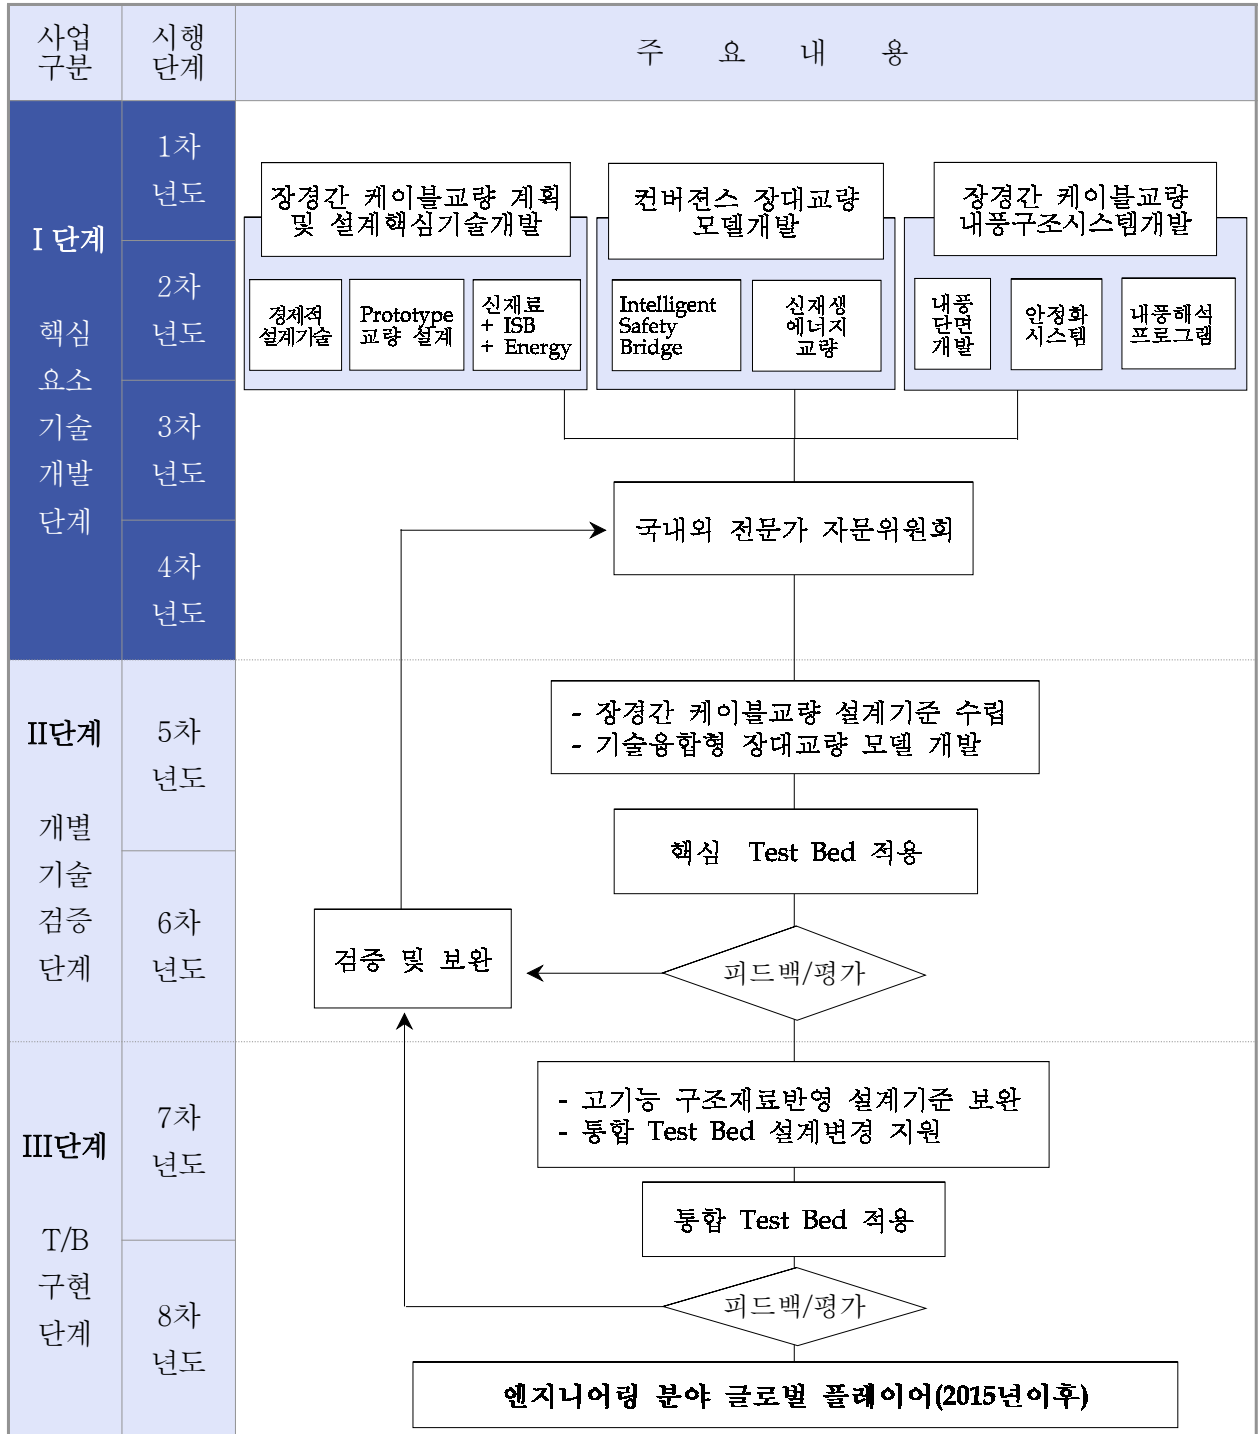 사업
구분
시행
단계
주 요 내 용
I 단계
핵심
요소
기술
개발
단계
1차
년도
2차
년도
3차
년도
4차
년도
장경간 케이블교량 계획
및 설계핵심기술개발
경제적
설계기술
Prototype
교량 설계
신재료
+ ISB
+ Energy
컨버젼스 장대교량
모델개발
Intelligent
Safety
Bridge
신재생
에너지
교량
장경간 케이블교량
내풍구조시스템개발
내풍
단면
개발
안정화
시스템
내풍해석
프로그램
국내외 전문가 자문위원회
II단계
개별
기술
검증
단계
5차
년도
6차
년도
- 장경간 케이블교량 설계기준 수립
- 기술융합형 장대교량 모델 개발
핵심 Test Bed 적용
검증 및 보완
피드백/평가
III단계
T/B
구현
단계
7차
년도
8차
년도
- 고기능 구조재료반영 설계기준 보완
- 통합 Test Bed 설계변경 지원
통합 Test Bed 적용
피드백/평가
엔지니어링 분야 글로벌 플레이어(2015년이후)